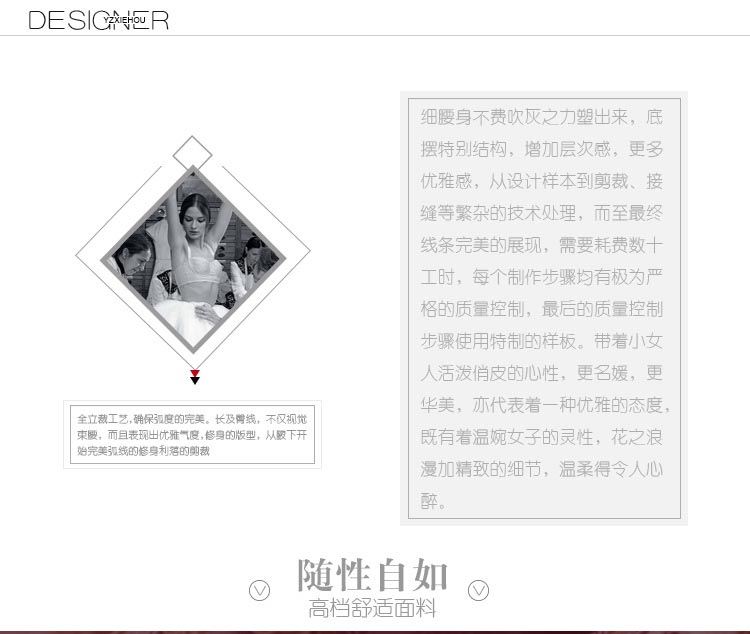 DESIGNER
YZXIEHOU
细腰身不费吹灰之力塑出来，底
摆特别结构，增加层次感，更多
优雅感，从设计样本到剪裁、接
缝等繁杂的技术处理，而至最终
线条完美的展现，需要耗费数十
工时，每个制作步骤均有极为严
格的质量控制，最后的质量控制
步骤使用特制的样板。带着小女
人活泼俏皮的心性，更名媛，更
华美，亦代表着一种优雅的态度，
既有着温婉女子的灵性，花之浪
漫加精致的细节，温柔得令人心
醉。
全立裁工艺,确保弧度的完美。长及臀线，不仅视觉
束腰，而且表现出优雅气度,修身的版型，从腋下开
始完美弧线的修身利落的剪裁
随性自如
高档舒适面料